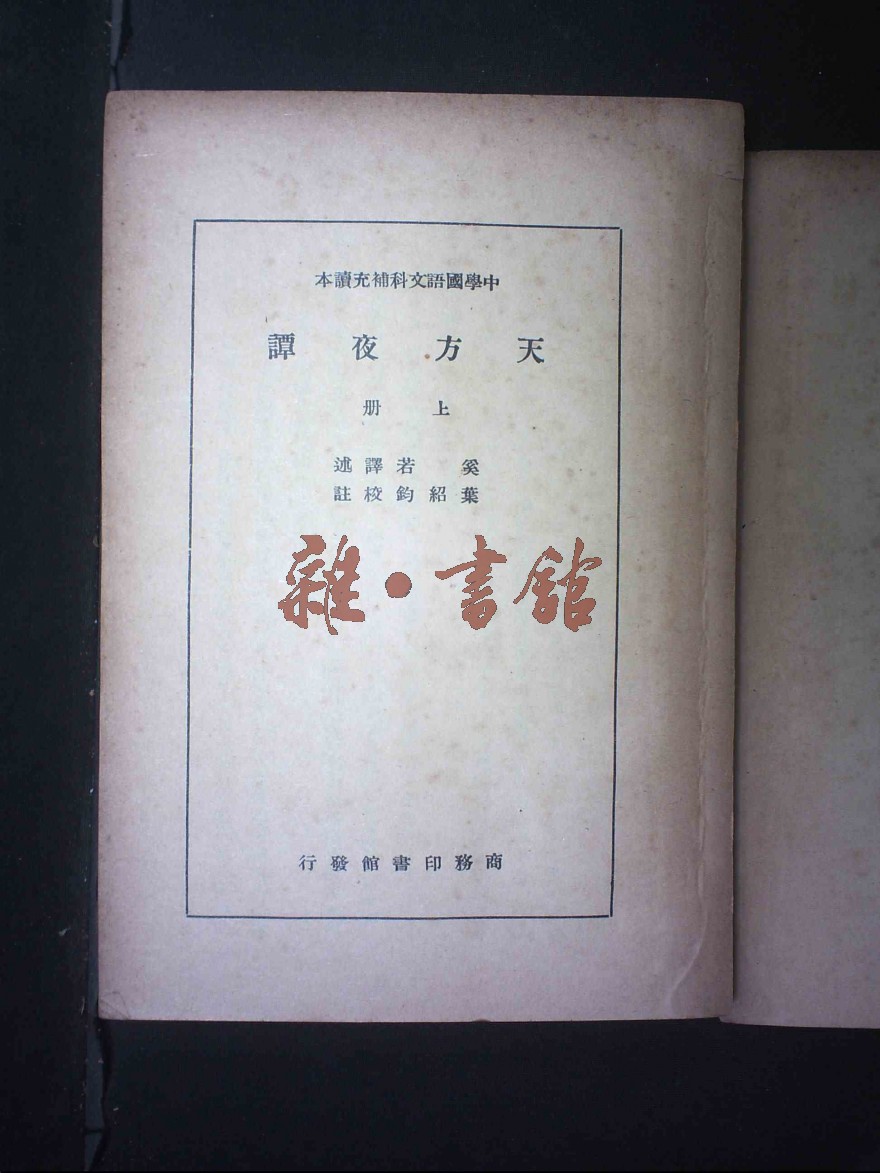 中學國語文科補充讀本
天方夜譚
上册
奚若譯述
葉紹鈞校註
雜·書館
商務印書館發行